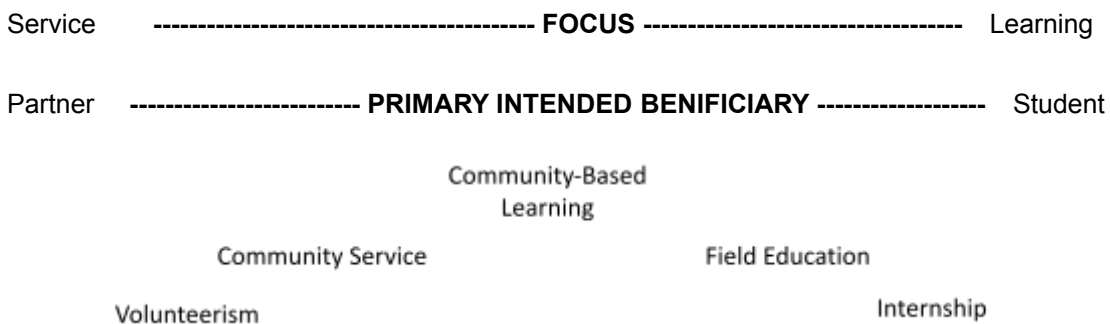 Service ------------------------------------------- FOCUS ------------------------------------ Learning
Partner -------------------------- PRIMARY INTENDED BENIFICIARY ------------------- Student
Community-Based
Learning
Community Service Field Education
Volunteerism Internship